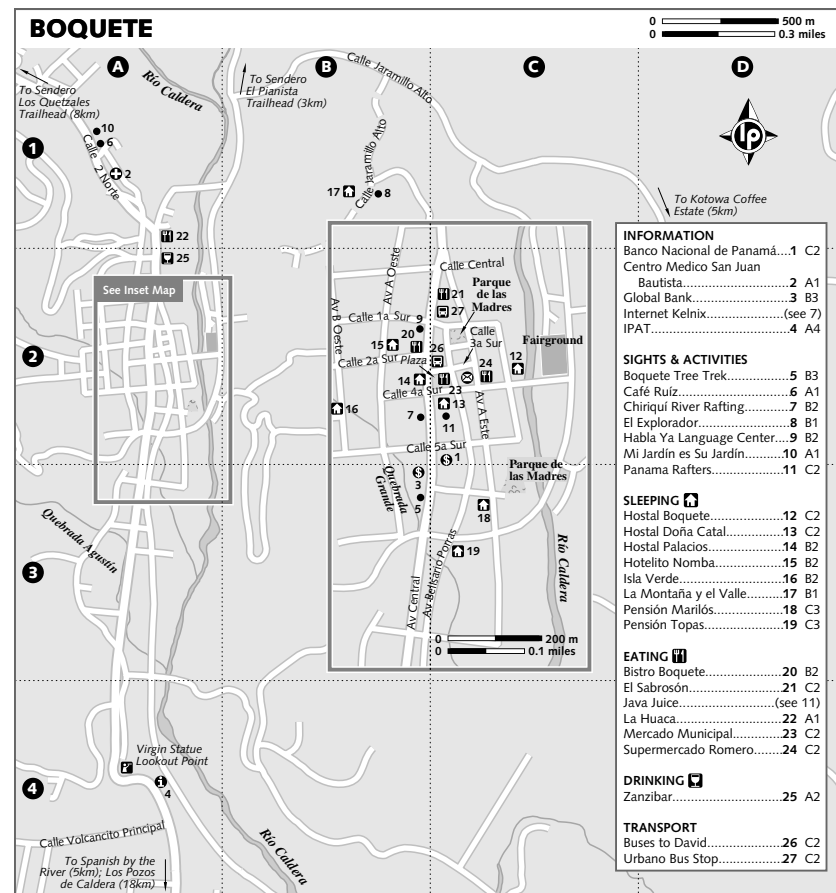 BOQUETE
0 500 m
0 0.3 miles
A
B
C
D
To Sendero
Los Quetzales
Trailhead (8km)
Río Caldera
To Sendero
El Pianista
Trailhead (3km)
Calle Jaramillo Alto
10
6
Calle 2 Norte
2
1
17
8
Calle Jaramillo Alto
lp
To Kotowa Coffee
Estate (5km)
22
25
See Inset Map
2
Calle Central
Av A Oeste
Av B Oeste
21
Parque
de las
Madres
27
Calle 1a Sur
9
20
15
Calle
3a Sur
26
Plaza
Calle 2a Sur
24
12
Fairground
14
23
Calle 4a Sur
13
16
7
11
Av A Este
Calle 5a Sur
1
3
Quebrada
Grande
5
Parque de
las Madres
18
19
Río Caldera
Av Central
Av Belisario Porras
0 200 m
0 0.1 miles
Quebrada Agustín
3
Virgin Statue
Lookout Point
4
4
Calle Volcancito Principal
To Spanish by the
River (5km); Los Pozos
de Caldera (18km)
Río Caldera
INFORMATION
Banco Nacional de Panamá....1 C2
Centro Medico San Juan
Bautista..............................2 A1
Global Bank............................3 B3
Internet Kelnix..................(see 7)
IPAT........................................4 A4
SIGHTS & ACTIVITIES
Boquete Tree Trek..................5 B3
Café Ruíz................................6 A1
Chiriquí River Rafting..............7 B2
El Explorador..........................8 B1
Habla Ya Language Center....9 B2
Mi Jardín es Su Jardín..........10 A1
Panama Rafters....................11 C2
SLEEPING
Hostal Boquete.....................12 C2
Hostal Doña Catal................13 C2
Hostal Palacios.....................14 B2
Hotelito Nomba....................15 B2
Isla Verde.............................16 B2
La Montaña y el Valle...........17 B1
Pensión Marilós....................18 C3
Pensión Topas......................19 C3
EATING
Bistro Boquete......................20 B2
El Sabrosón..........................21 C2
Java Juice........................(see 11)
La Huaca..............................22 A1
Mercado Municipal...............23 C2
Supermercado Romero........24 C2
DRINKING
Zanzibar...............................25 A2
TRANSPORT
Buses to David.....................26 C2
Urbano Bus Stop..................27 C2